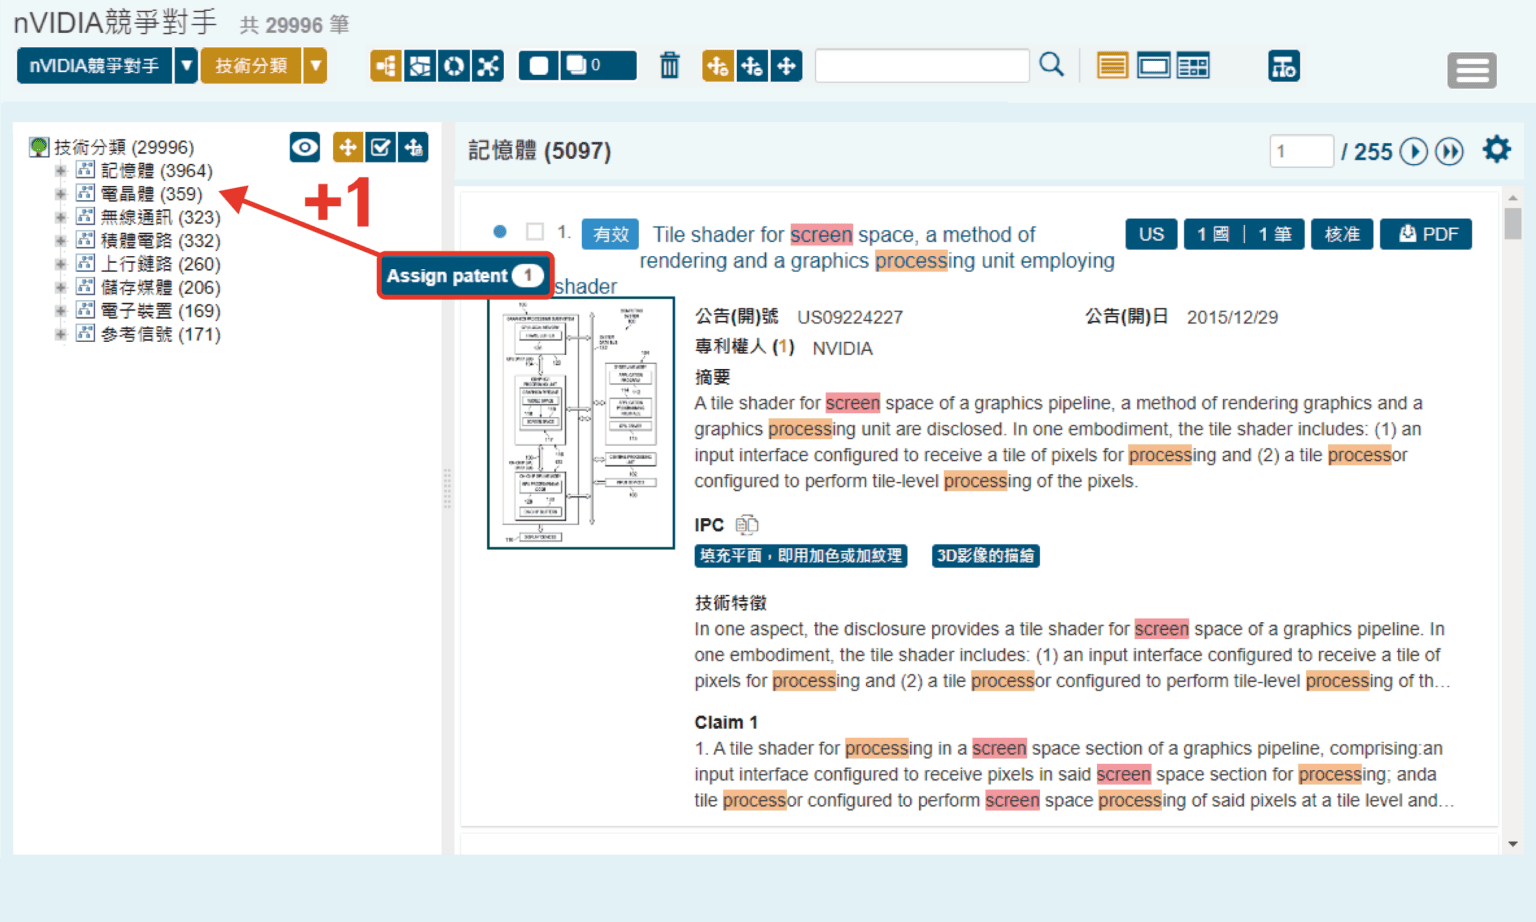 nVIDIA競爭對手 共 29996 筆
nVIDIA競爭對手 ▼ 技術分類 ▼ 0
技術分類 (29996)
記憶體 (3964)
電晶體 (359)
無線通訊 (323)
積體電路 (332)
上行鏈路 (260)
儲存媒體 (206)
電子裝置 (169)
參考信號 (171)
+1
Assign patent 1
記憶體 (5097)
1 / 255
1. 有效 Tile shader for screen space, a method of
rendering and a graphics processing unit employing
shader
US 1 國 | 1 筆 核准 PDF
公告(開)號 US09224227 公告(開)日 2015/12/29
專利權人 (1) NVIDIA
摘要
A tile shader for screen space of a graphics pipeline, a method of rendering graphics and a
graphics processing unit are disclosed. In one embodiment, the tile shader includes: (1) an
input interface configured to receive a tile of pixels for processing and (2) a tile processor
configured to perform tile-level processing of the pixels.
IPC
填充平面，即用加色或加紋理 3D影像的描繪
技術特徵
In one aspect, the disclosure provides a tile shader for screen space of a graphics pipeline. In
one embodiment, the tile shader includes: (1) an input interface configured to receive a tile of
pixels for processing and (2) a tile processor configured to perform tile-level processing of th...
Claim 1
1. A tile shader for processing in a screen space section of a graphics pipeline, comprising:an
input interface configured to receive pixels in said screen space section for processing; anda
tile processor configured to perform screen space processing of said pixels at a tile level and...